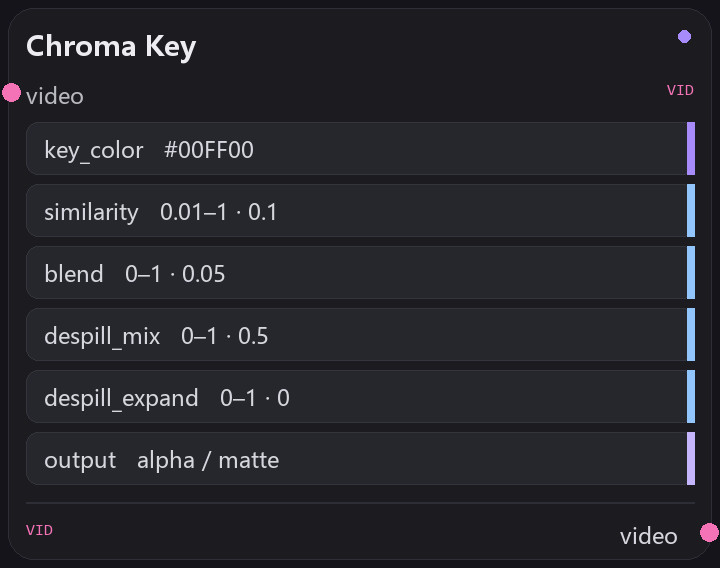 Chroma Key
video VID
key_color #00FF00
similarity 0.01–1 · 0.1
blend 0–1 · 0.05
despill_mix 0–1 · 0.5
despill_expand 0–1 · 0
output alpha / matte
VID video